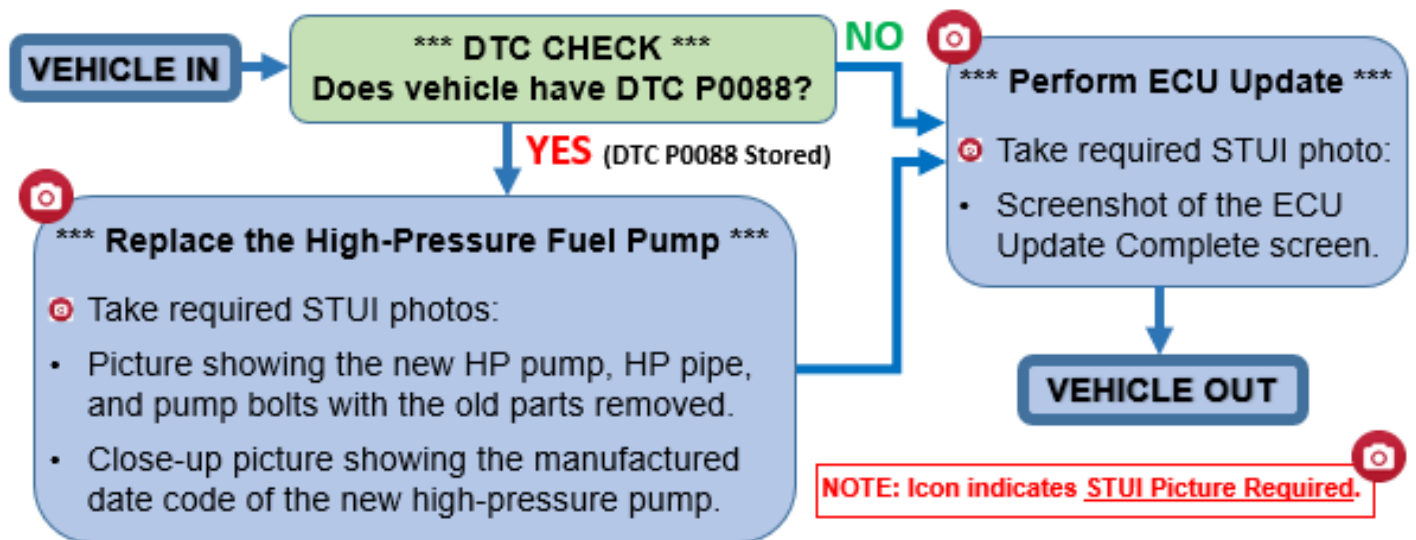 VEHICLE IN
*** DTC CHECK ***
Does vehicle have DTC P0088?
NO
YES (DTC P0088 Stored)
*** Replace the High-Pressure Fuel Pump ***
Take required STUI photos:
• Picture showing the new HP pump, HP pipe,
and pump bolts with the old parts removed.
• Close-up picture showing the manufactured
date code of the new high-pressure pump.
*** Perform ECU Update ***
Take required STUI photo:
• Screenshot of the ECU
Update Complete screen.
VEHICLE OUT
NOTE: Icon indicates STUI Picture Required.